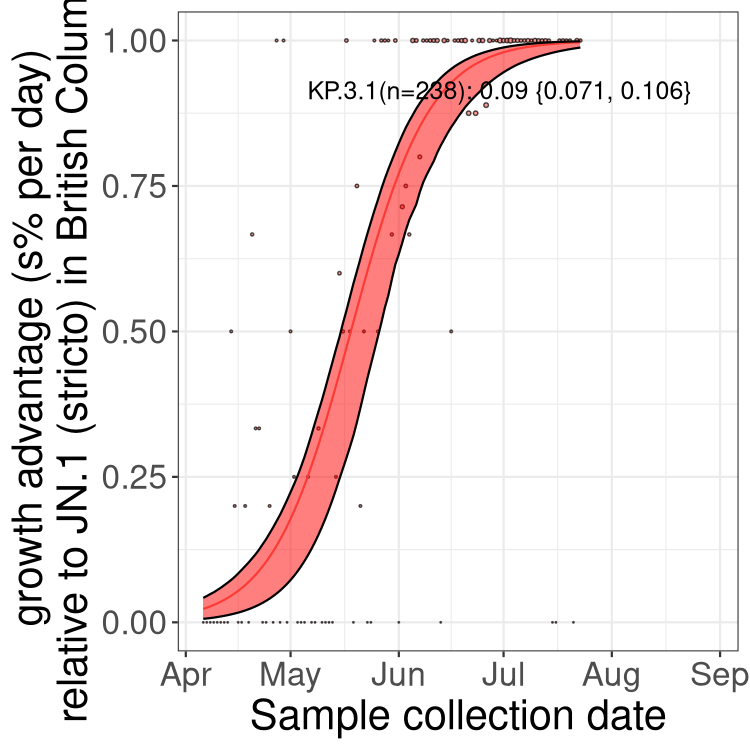 growth advantage (s% per day)
relative to JN.1 (stricto) in British Colum
1.00
0.75
0.50
0.25
0.00
KP.3.1(n=238): 0.09 {0.071, 0.106}
Apr May Jun Jul Aug Sep
Sample collection date